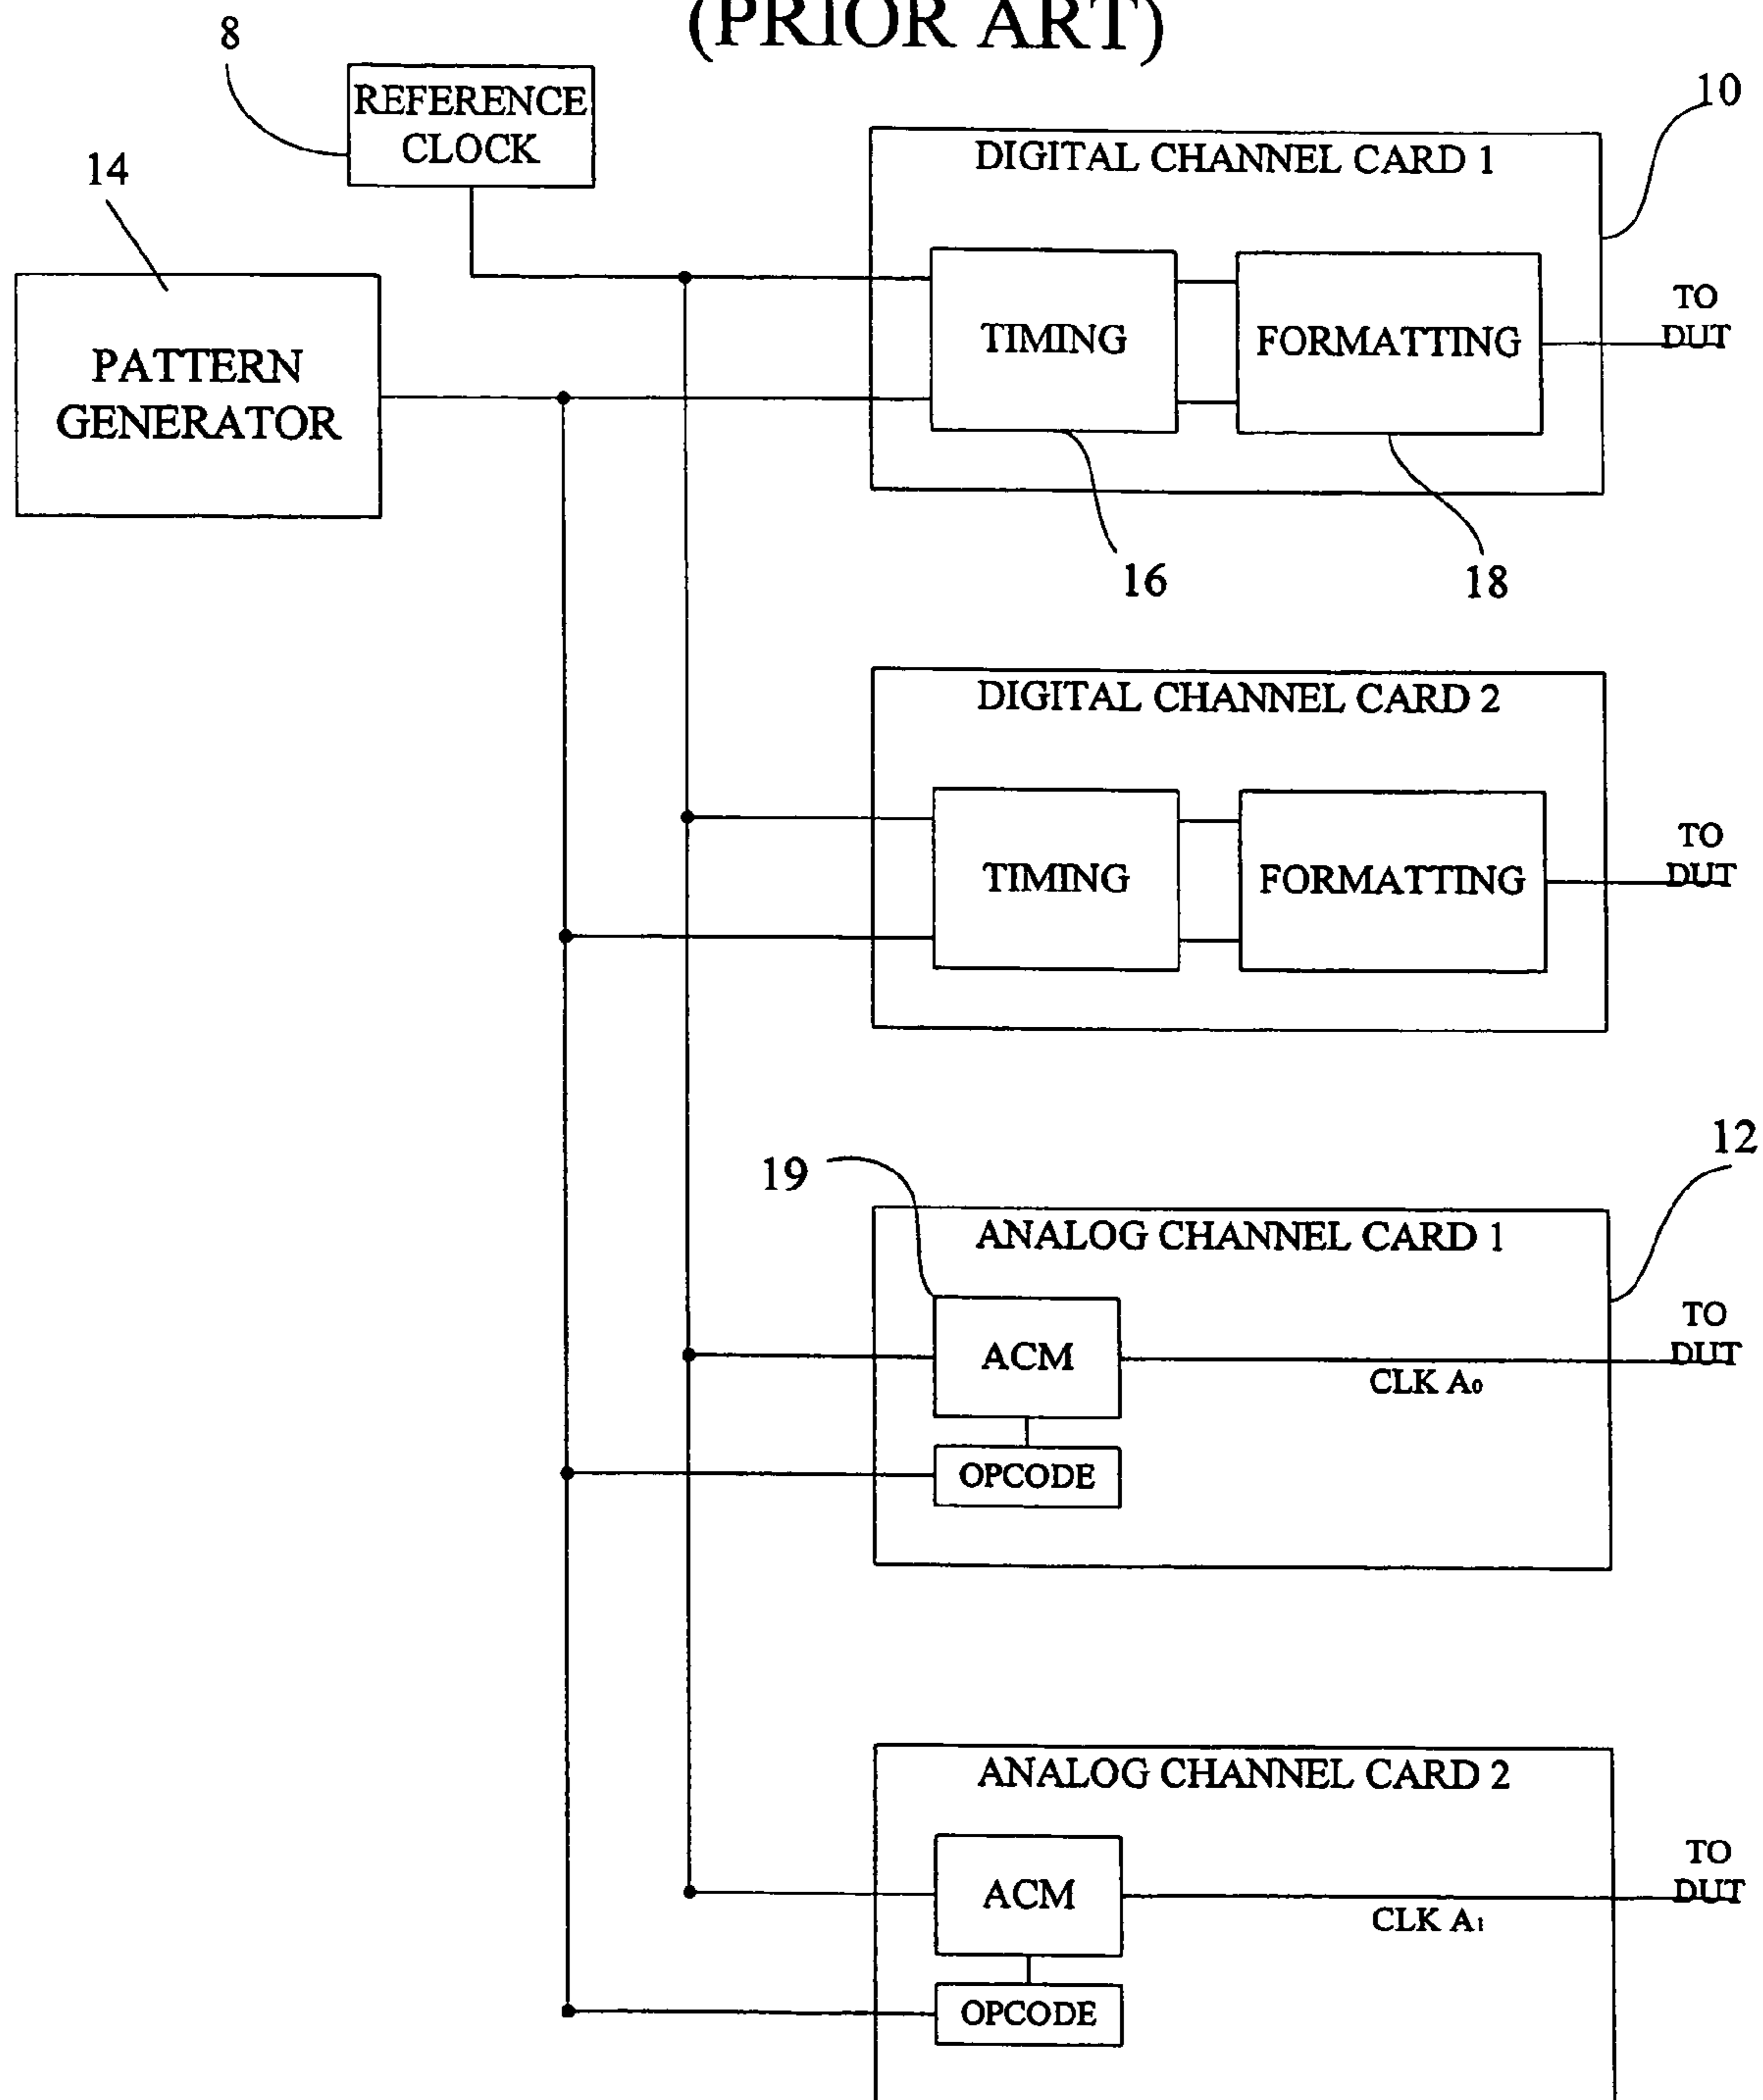 (PRIOR ART)
8
REFERENCE
CLOCK
14
PATTERN
GENERATOR
10
DIGITAL CHANNEL CARD 1
TIMING
FORMATTING
TO
DUT
16
18
DIGITAL CHANNEL CARD 2
TIMING
FORMATTING
TO
DUT
12
19
ANALOG CHANNEL CARD 1
ACM
CLK A₀
TO
DUT
OPCODE
ANALOG CHANNEL CARD 2
ACM
CLK A₁
TO
DUT
OPCODE